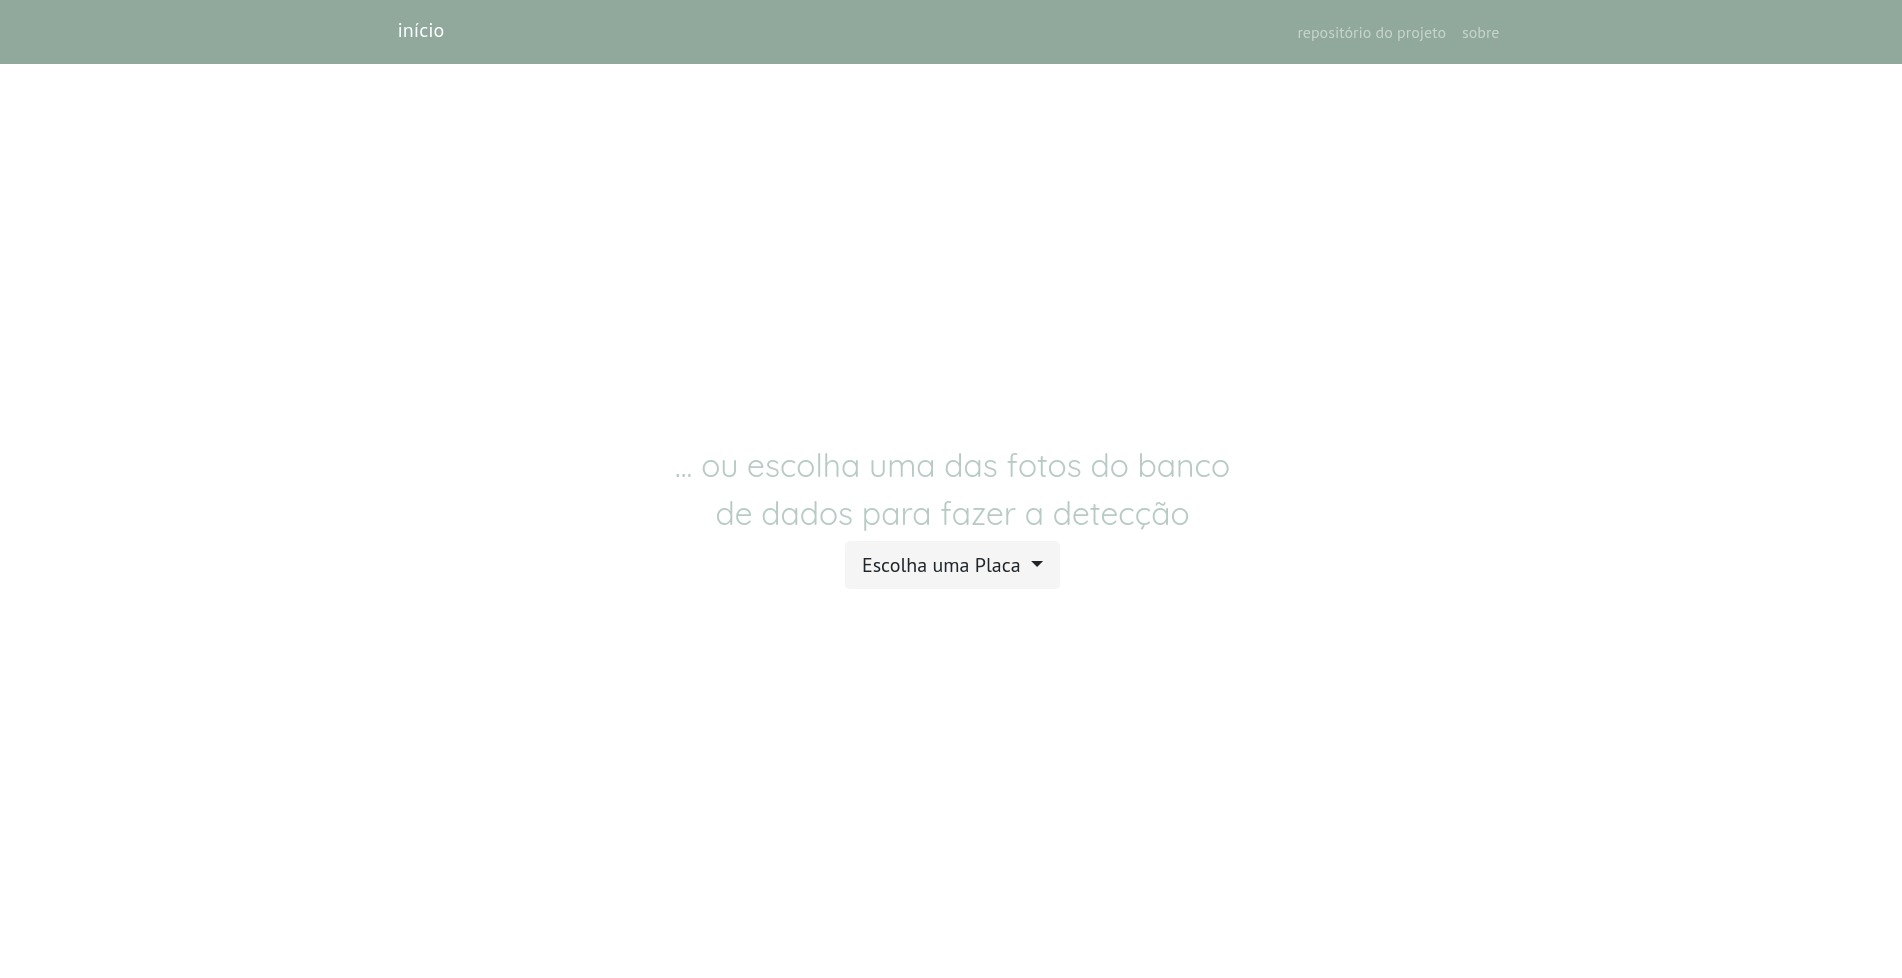 início
repositório do projeto
sobre
... ou escolha uma das fotos do banco
de dados para fazer a detecção
Escolha uma Placa